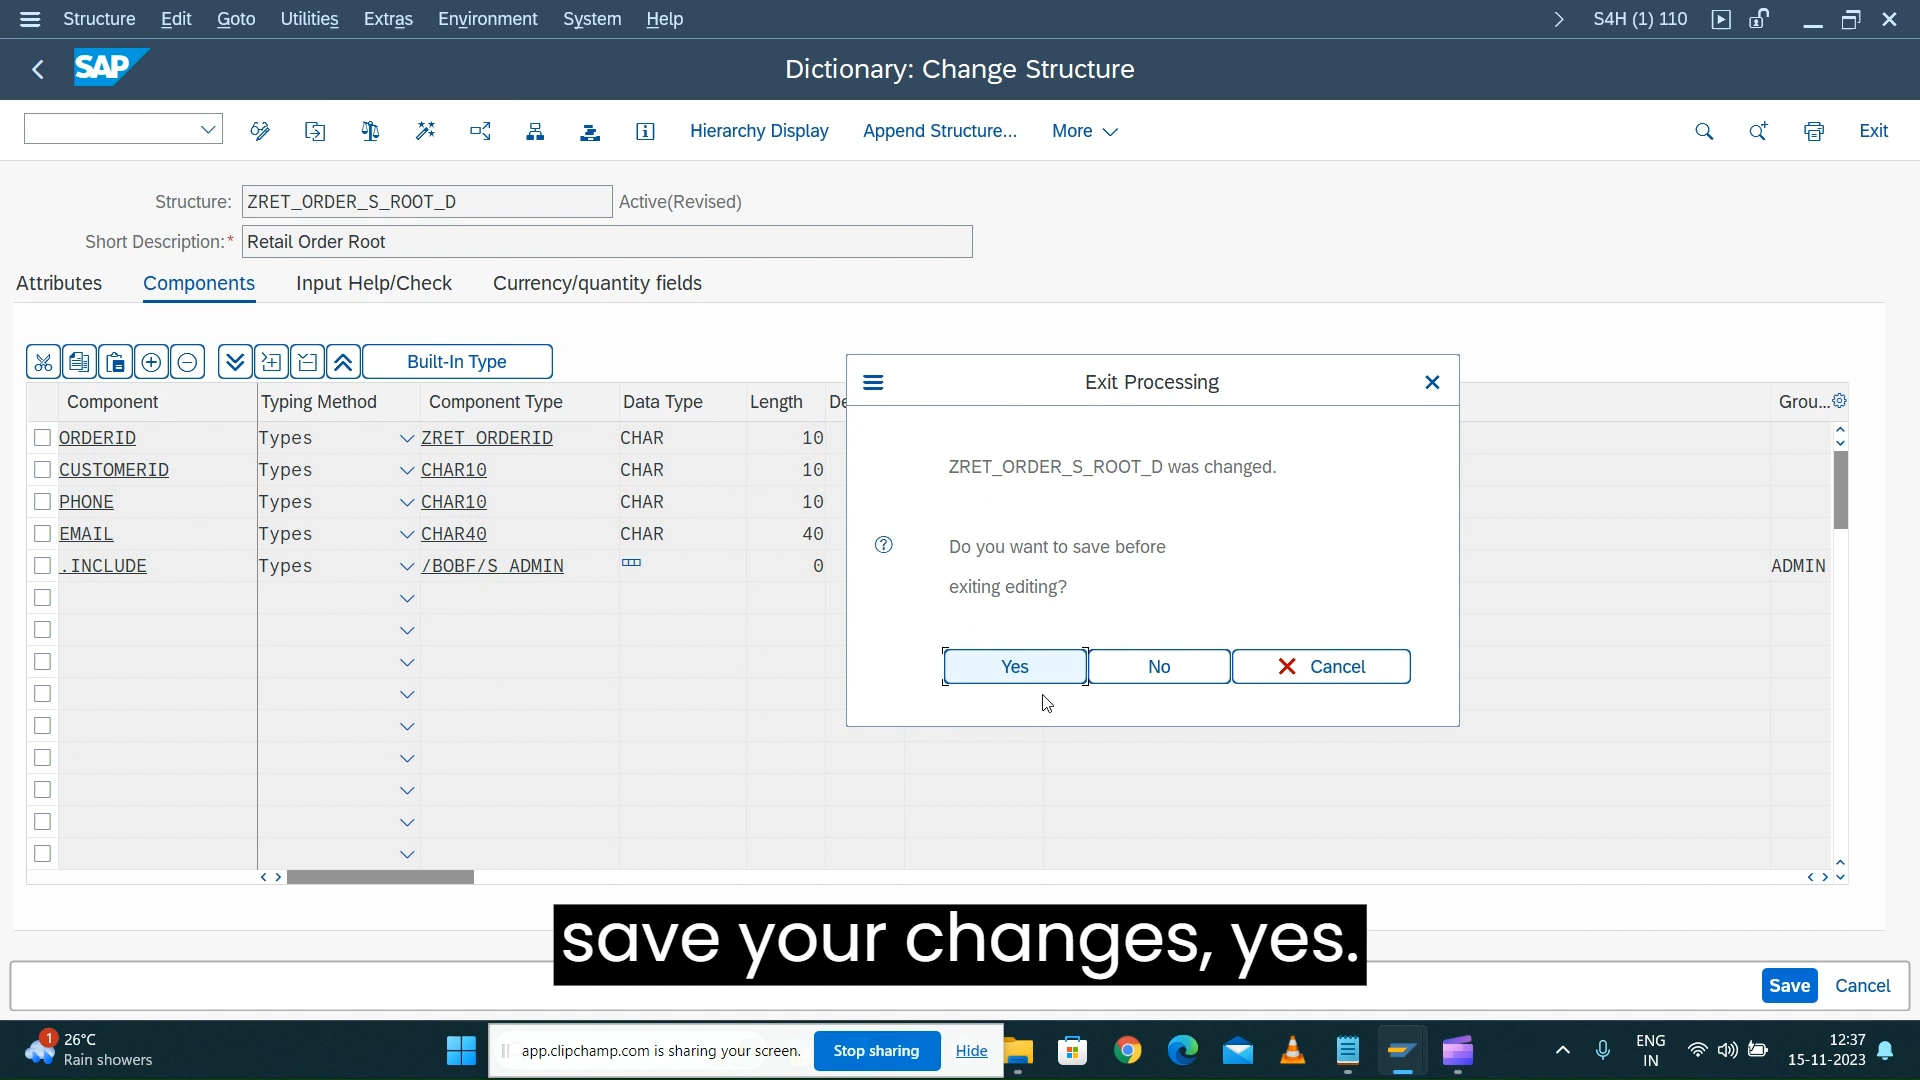 Structure Edit Goto Utilities Extras Environment System Help S4H (1) 110
SAP Dictionary: Change Structure
Hierarchy Display Append Structure... More Exit
Structure: ZRET_ORDER_S_ROOT_D Active(Revised)
Short Description:* Retail Order Root
Attributes Components Input Help/Check Currency/quantity fields
Built-In Type
Exit Processing
Component Typing Method Component Type Data Type Length De Grou...
ORDERID Types ZRET_ORDERID CHAR 10
CUSTOMERID Types CHAR10 CHAR 10
PHONE Types CHAR10 CHAR 10
EMAIL Types CHAR40 CHAR 40
.INCLUDE Types /BOBF/S_ADMIN 0 ADMIN
ZRET_ORDER_S_ROOT_D was changed.
Do you want to save before
exiting editing?
Yes No Cancel
save your changes, yes.
Save Cancel
1 26°C
Rain showers
app.clipchamp.com is sharing your screen. Stop sharing Hide
ENG
IN
12:37
15-11-2023